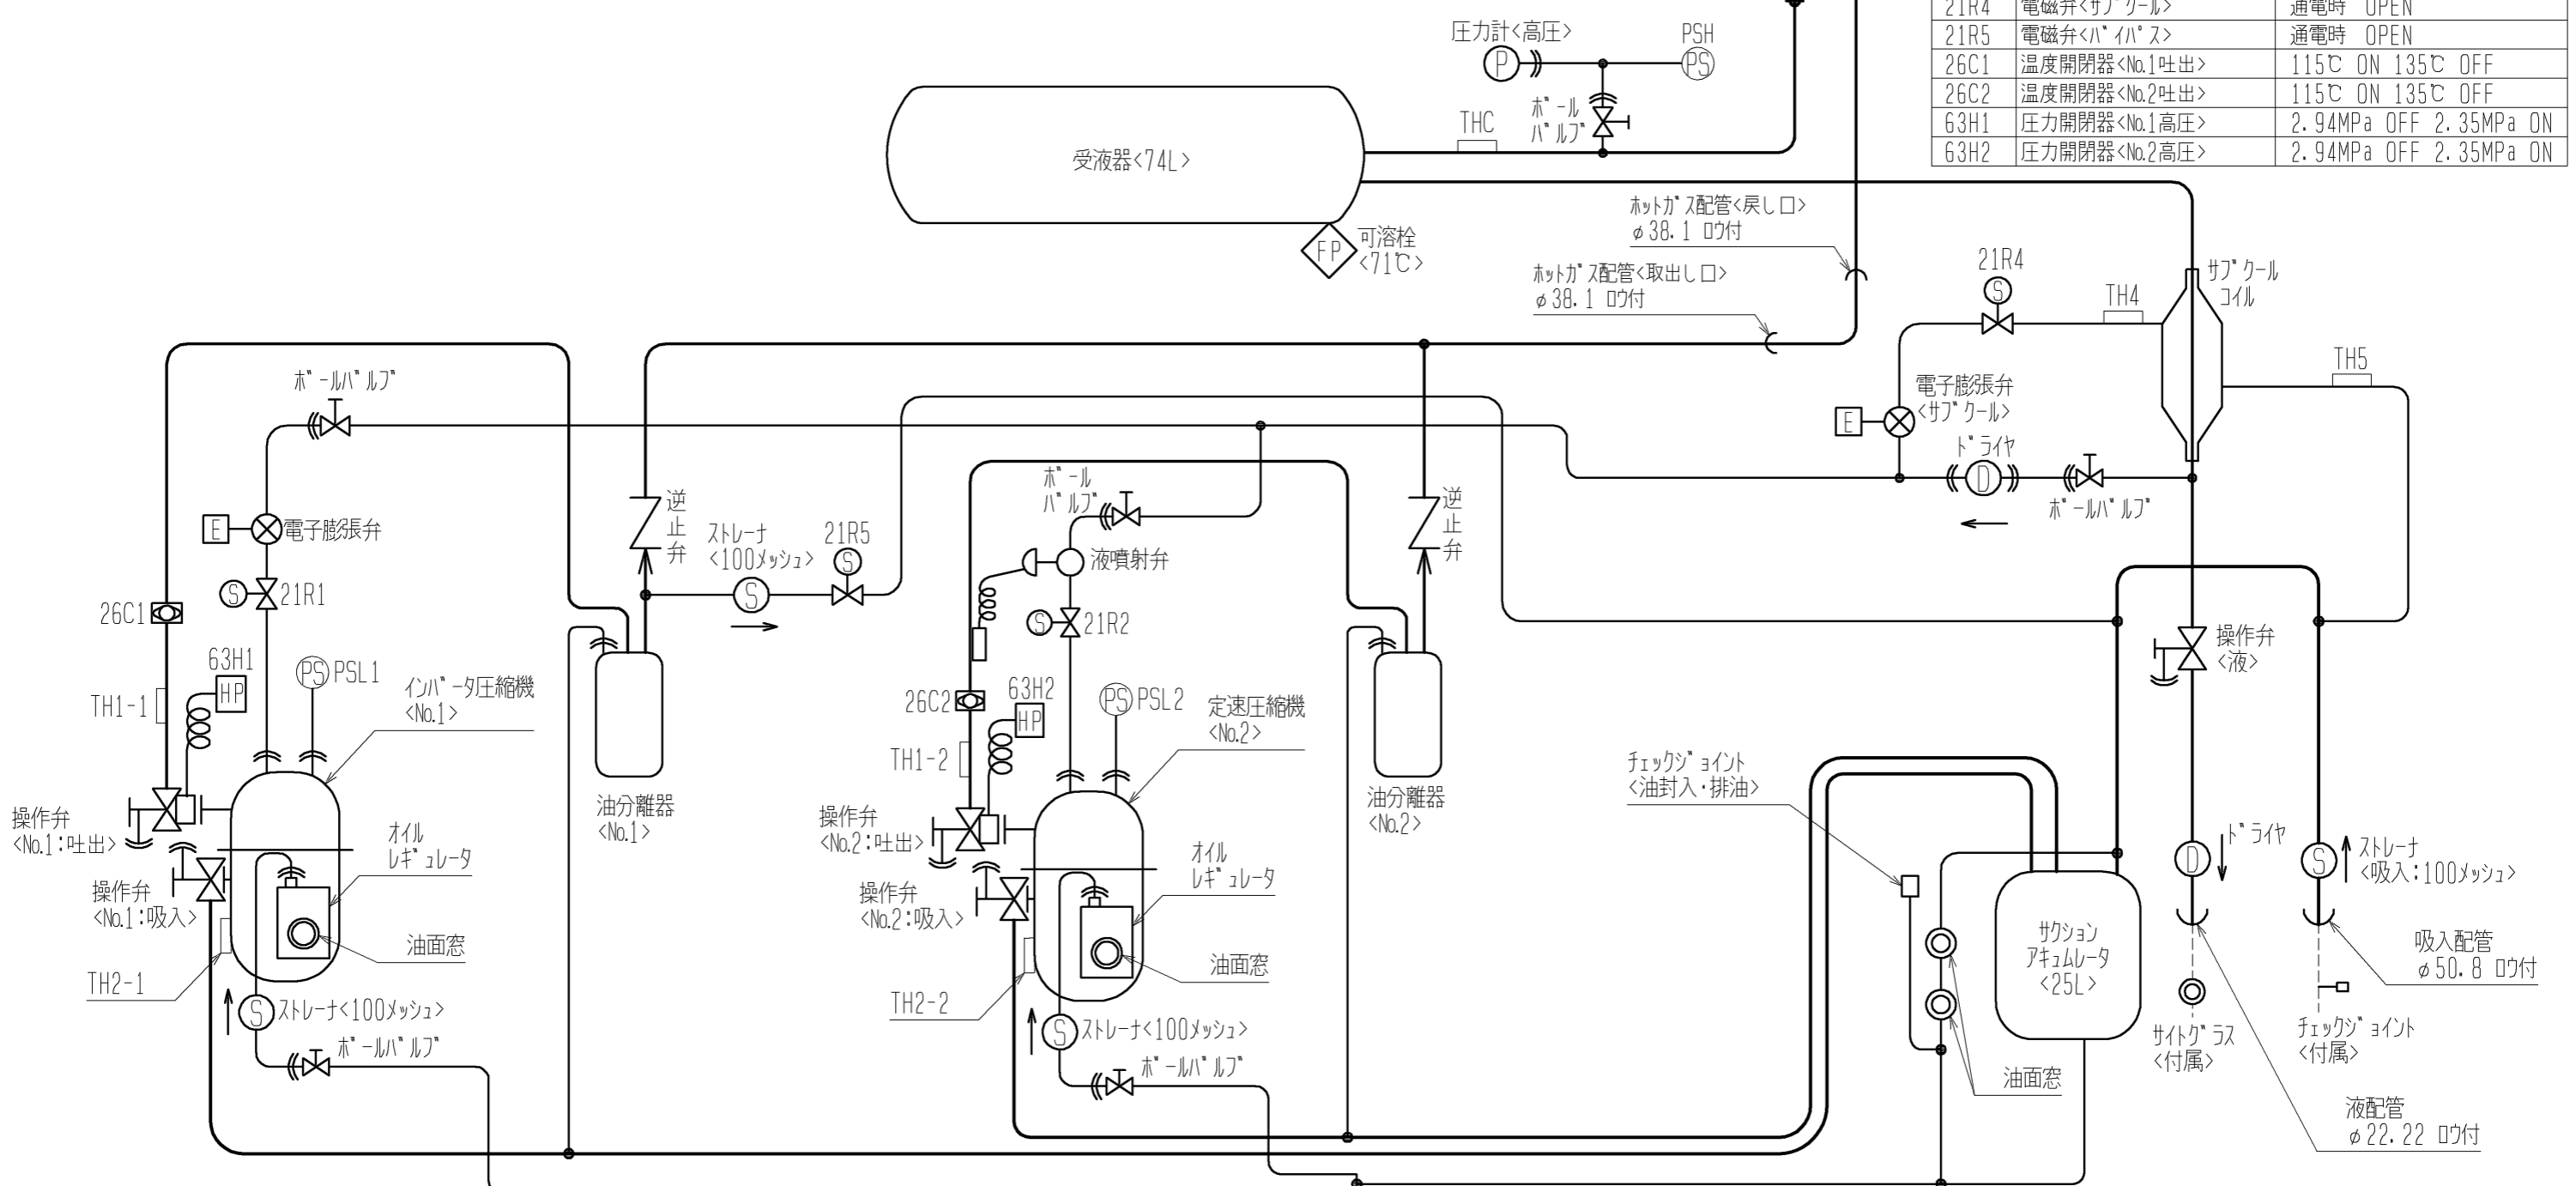 21R4 電磁弁<サブクール> 通電時 OPEN
21R5 電磁弁<バイパス> 通電時 OPEN
26C1 温度開閉器<No.1吐出> 115℃ ON 135℃ OFF
26C2 温度開閉器<No.2吐出> 115℃ ON 135℃ OFF
63H1 圧力開閉器<No.1高圧> 2.94MPa OFF 2.35MPa ON
63H2 圧力開閉器<No.2高圧> 2.94MPa OFF 2.35MPa ON
圧力計<高圧>
P
PSH
PS
ボール
バルブ
THC
受液器<74L>
FP
可溶栓
<71℃>
ホットガス配管<戻し口>
φ38.1 ロウ付
ホットガス配管<取出し口>
φ38.1 ロウ付
21R4
S
TH4
サブクール
コイル
TH5
電子膨張弁
<サブクール>
E
ドライヤ
D
ボールバルブ
ボールバルブ
E
電子膨張弁
S
21R1
26C1
63H1
HP
PS
PSL1
TH1-1
インバータ圧縮機
<No.1>
操作弁
<No.1:吐出>
操作弁
<No.1:吸入>
オイル
レギュレータ
油面窓
TH2-1
S
ストレーナ<100メッシュ>
ボールバルブ
逆
止
弁
ストレーナ
<100メッシュ>
S
21R5
S
油分離器
<No.1>
ボール
バルブ
液噴射弁
S
21R2
26C2
63H2
HP
PS
PSL2
TH1-2
定速圧縮機
<No.2>
操作弁
<No.2:吐出>
操作弁
<No.2:吸入>
オイル
レギュレータ
油面窓
TH2-2
S
ストレーナ<100メッシュ>
ボールバルブ
逆
止
弁
油分離器
<No.2>
チェックジョイント
<油封入・排油>
サクション
アキュムレータ
<25L>
油面窓
操作弁
<液>
D
ドライヤ
S
ストレーナ
<吸入:100メッシュ>
吸入配管
φ50.8 ロウ付
サイトグラス
<付属>
チェックジョイント
<付属>
液配管
φ22.22 ロウ付